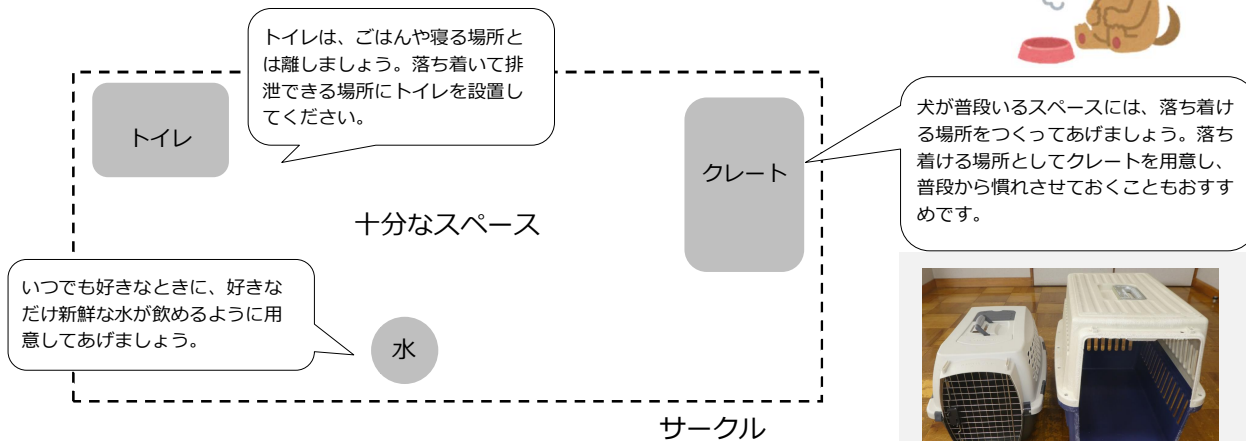 トイレは、ごはんや寝る場所と
は離しましょう。落ち着いて排
泄できる場所にトイレを設置し
てください。
トイレ
犬が普段いるスペースには、落ち着け
る場所をつくってあげましょう。落ち
着ける場所としてクレートを用意し、
普段から慣れさせておくこともおすす
めです。
クレート
十分なスペース
いつでも好きなときに、好きな
だけ新鮮な水が飲めるように用
意してあげましょう。
水
サークル